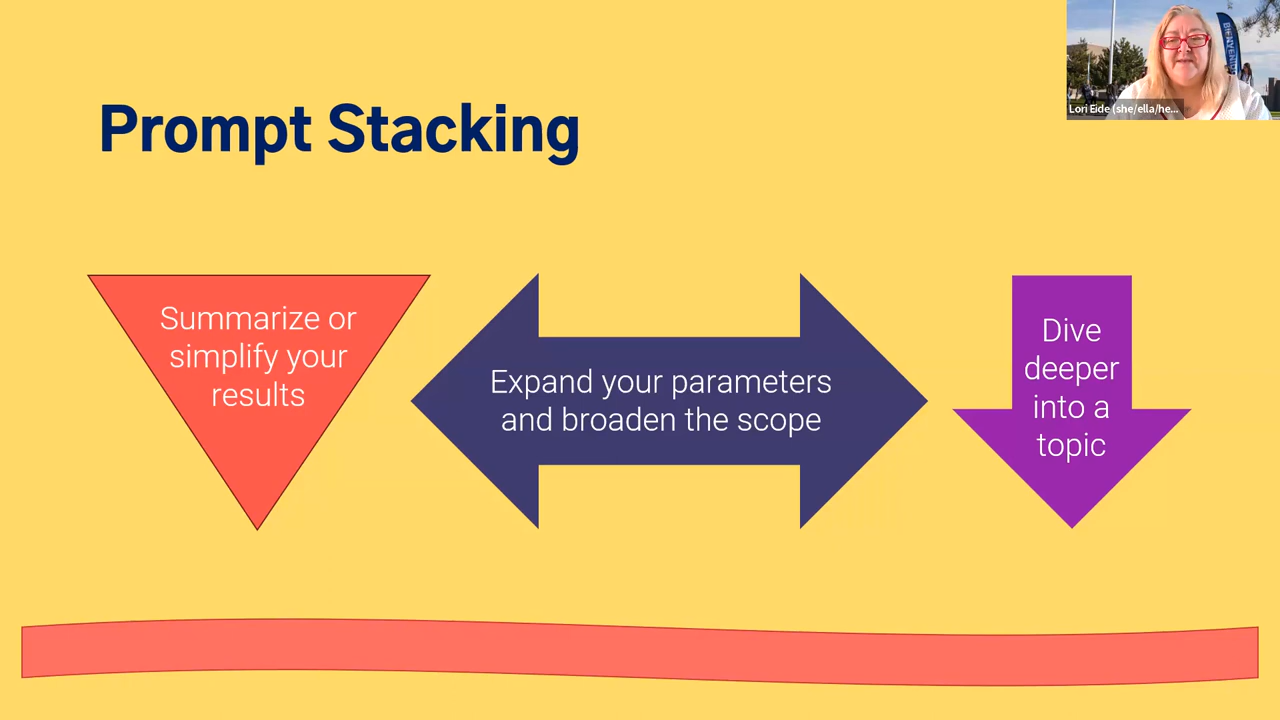 Prompt Stacking
Lori Eide (she/ella/he...
Summarize or
simplify your
results
Expand your parameters
and broaden the scope
Dive
deeper
into a
topic